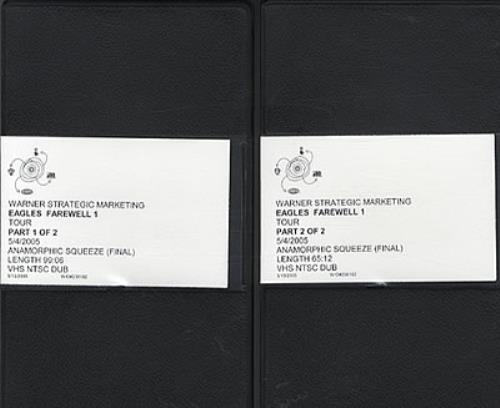 WARNER STRATEGIC MARKETING
EAGLES FAREWELL 1
TOUR
PART 1 OF 2
5/4/2005
ANAMORPHIC SQUEEZE (FINAL)
LENGTH 99:06
VHS NTSC DUB
WARNER STRATEGIC MARKETING
EAGLES FAREWELL 1
TOUR
PART 2 OF 2
5/4/2005
ANAMORPHIC SQUEEZE (FINAL)
LENGTH 65:12
VHS NTSC DUB